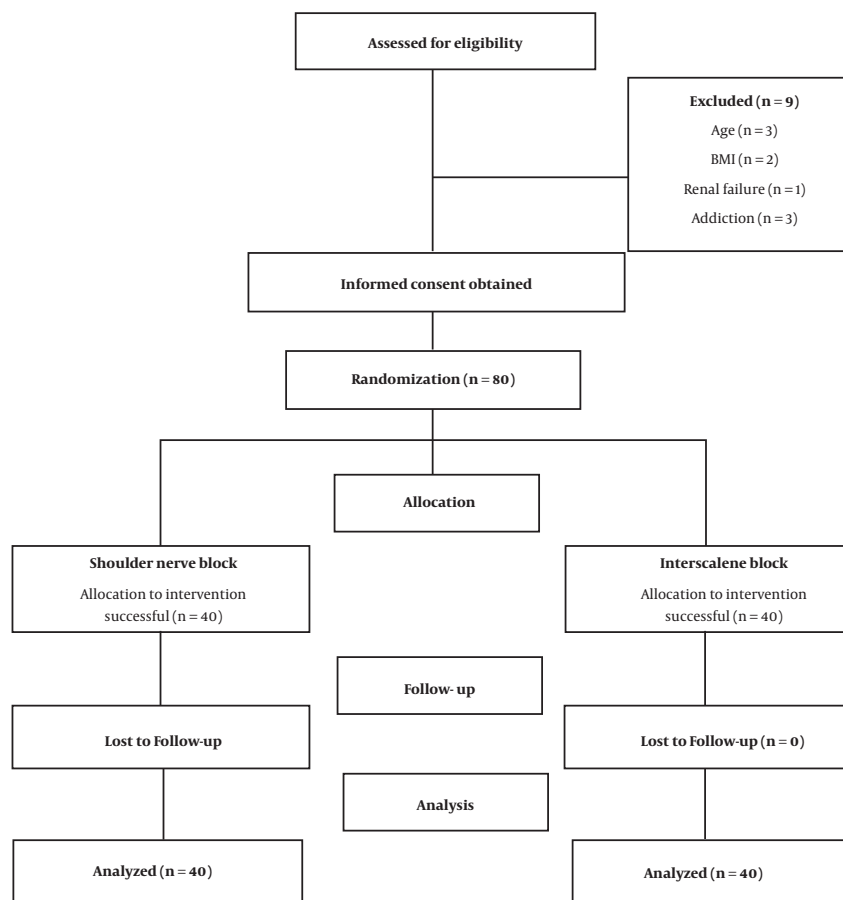 Assessed for eligibility
Excluded (n = 9)
Age (n = 3)
BMI (n = 2)
Renal failure (n = 1)
Addiction (n = 3)
Informed consent obtained
Randomization (n = 80)
Allocation
Shoulder nerve block
Allocation to intervention
successful (n = 40)
Interscalene block
Allocation to intervention
successful (n = 40)
Follow- up
Lost to Follow-up
Lost to Follow-up (n = 0)
Analysis
Analyzed (n = 40)
Analyzed (n = 40)